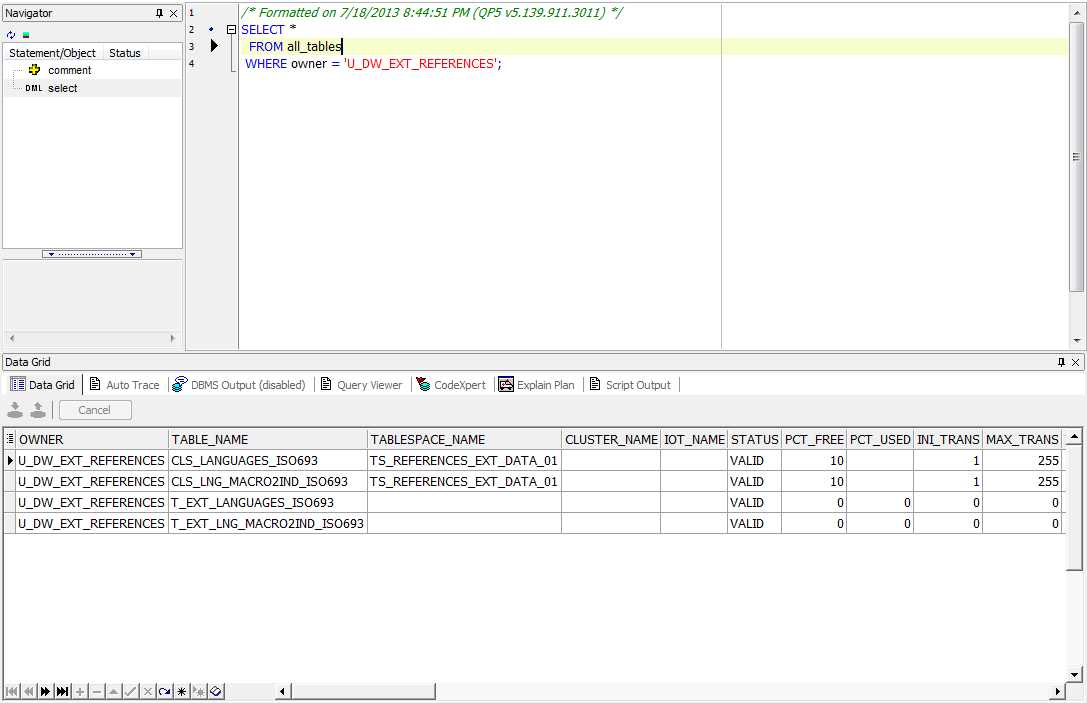 Navigator
Statement/Object Status
comment
DML select
1 /* Formatted on 7/18/2013 8:44:51 PM (QP5 v5.139.911.3011) */
2 SELECT *
3 FROM all_tables
4 WHERE owner = 'U_DW_EXT_REFERENCES';
Data Grid
Data Grid Auto Trace DBMS Output (disabled) Query Viewer CodeXpert Explain Plan Script Output
Cancel
OWNER TABLE_NAME TABLESPACE_NAME CLUSTER_NAME IOT_NAME STATUS PCT_FREE PCT_USED INI_TRANS MAX_TRANS
U_DW_EXT_REFERENCES CLS_LANGUAGES_ISO693 TS_REFERENCES_EXT_DATA_01 VALID 10 1 255
U_DW_EXT_REFERENCES CLS_LNG_MACRO2IND_ISO693 TS_REFERENCES_EXT_DATA_01 VALID 10 1 255
U_DW_EXT_REFERENCES T_EXT_LANGUAGES_ISO693 VALID 0 0 0 0
U_DW_EXT_REFERENCES T_EXT_LNG_MACRO2IND_ISO693 VALID 0 0 0 0